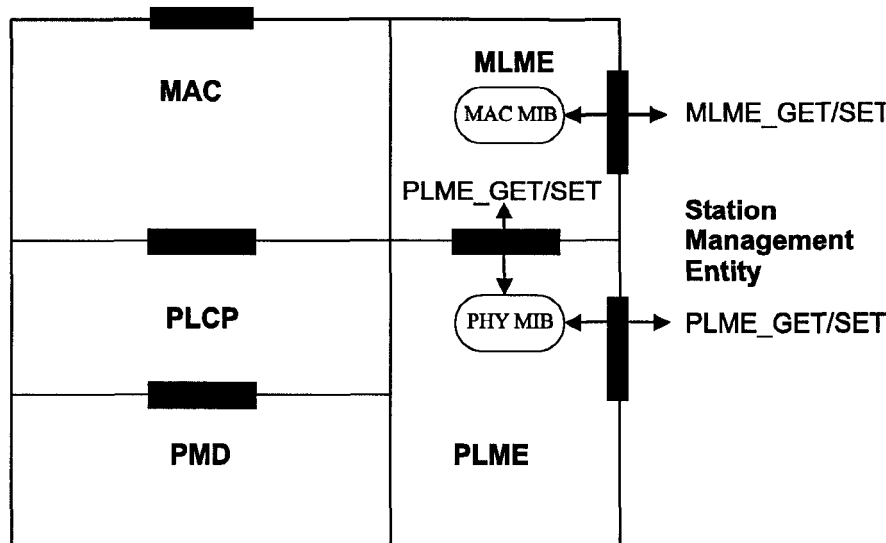 MLME
MAC
MAC MIB
MLME_GET/SET
PLME_GET/SET
Station
Management
Entity
PLCP
PHY MIB
PLME_GET/SET
PMD
PLME